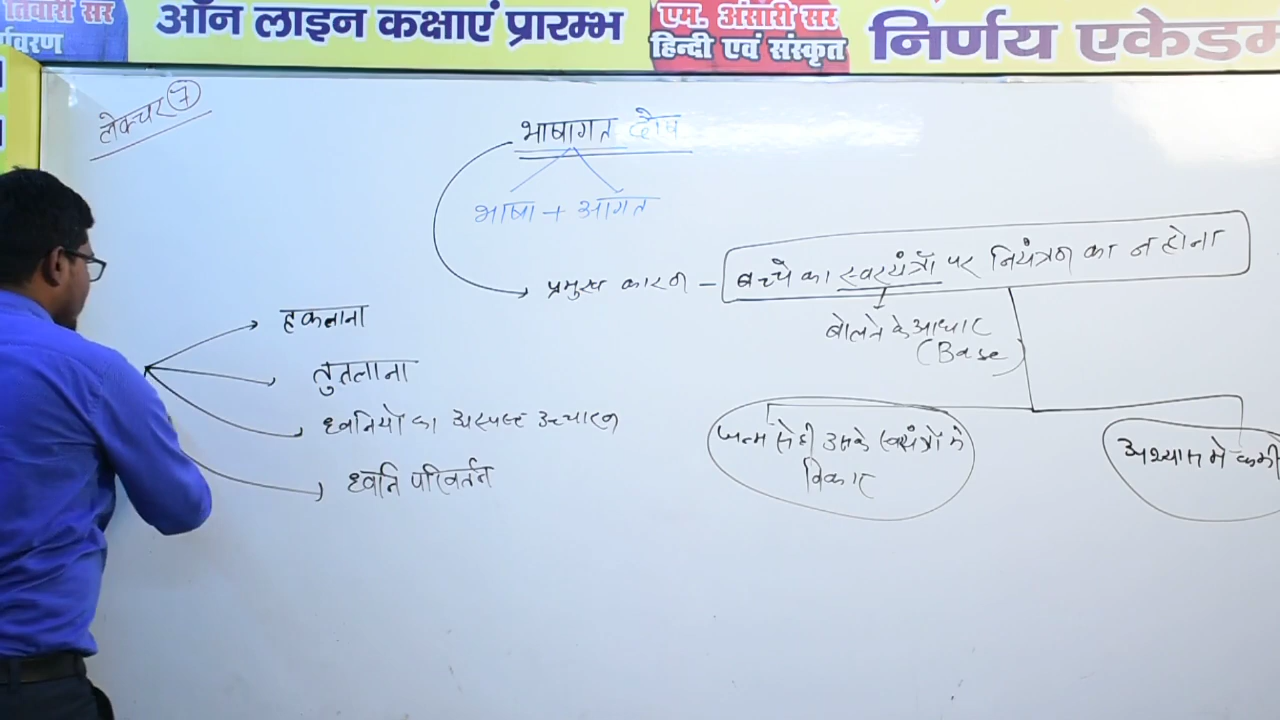 तिवारी सर
ऑन लाइन कक्षाएं प्रारम्भ
एम. अंसारी सर
हिन्दी एवं संस्कृत
निर्णय एकेडम
लेक्चर 7
भाषागत दोष
भाषा + आगत
प्रमुख कारण – बच्चे का स्वरयंत्रों पर नियंत्रण का न होना
बोलने के आधार
(Base)
हकलाना
तुतलाना
ध्वनियों का अस्पष्ट उच्चारण
ध्वनि परिवर्तन
जन्म से ही उसके स्वरयंत्रों मे
विकार
अभ्यास मे कमी